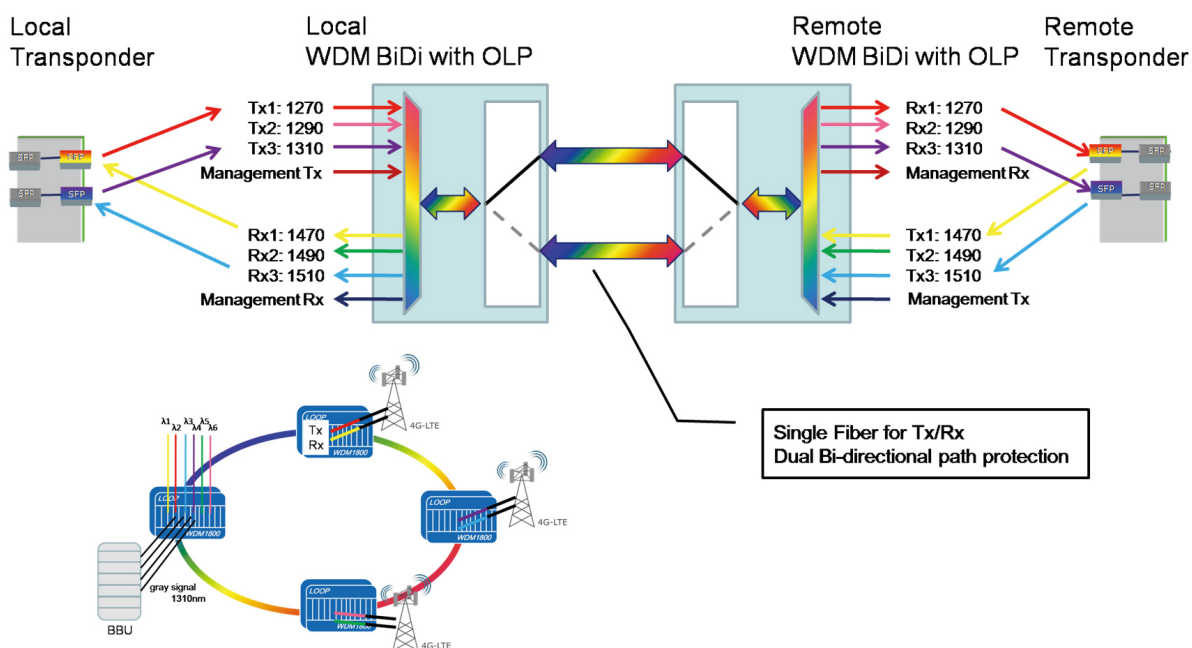 Local
Transponder
Local
WDM BiDi with OLP
Remote
WDM BiDi with OLP
Remote
Transponder
Tx1: 1270
Tx2: 1290
Tx3: 1310
Management Tx
Rx1: 1470
Rx2: 1490
Rx3: 1510
Management Rx
Rx1: 1270
Rx2: 1290
Rx3: 1310
Management Rx
Tx1: 1470
Tx2: 1490
Tx3: 1510
Management Tx
SFP
SFP
SFP
SFP
SFP
SFP
SFP
SFP
Single Fiber for Tx/Rx
Dual Bi-directional path protection
λ1
λ2
λ3
λ4
λ5
λ6
LOOP
Tx
Rx
WDM1800
4G-LTE
LOOP
WDM1800
LOOP
WDM1800
4G-LTE
gray signal
1310nm
BBU
LOOP
WDM1800
4G-LTE